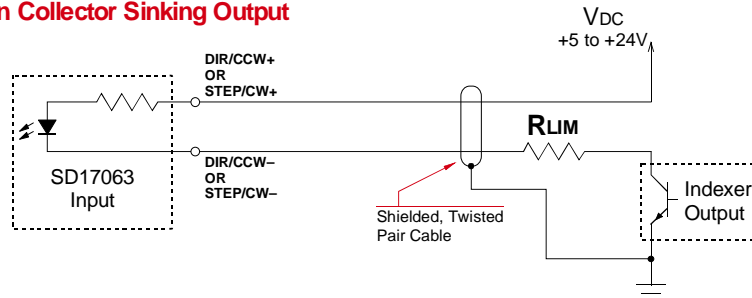 n Collector Sinking Output
VDC
+5 to +24V
DIR/CCW+
OR
STEP/CW+
RLIM
DIR/CCW–
OR
STEP/CW–
SD17063
Input
Shielded, Twisted
Pair Cable
Indexer
Output